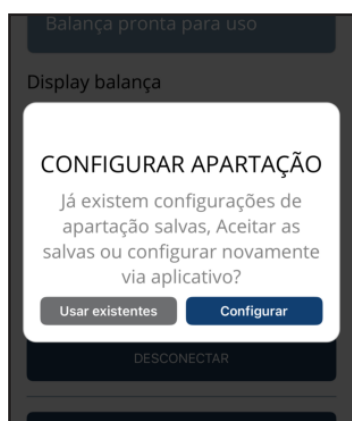 Balança pronta para uso
Display balança
CONFIGURAR APARTAÇÃO
Já existem configurações de
apartação salvas, Aceitar as
salvas ou configurar novamente
via aplicativo?
Usar existentes Configurar
DESCONECTAR